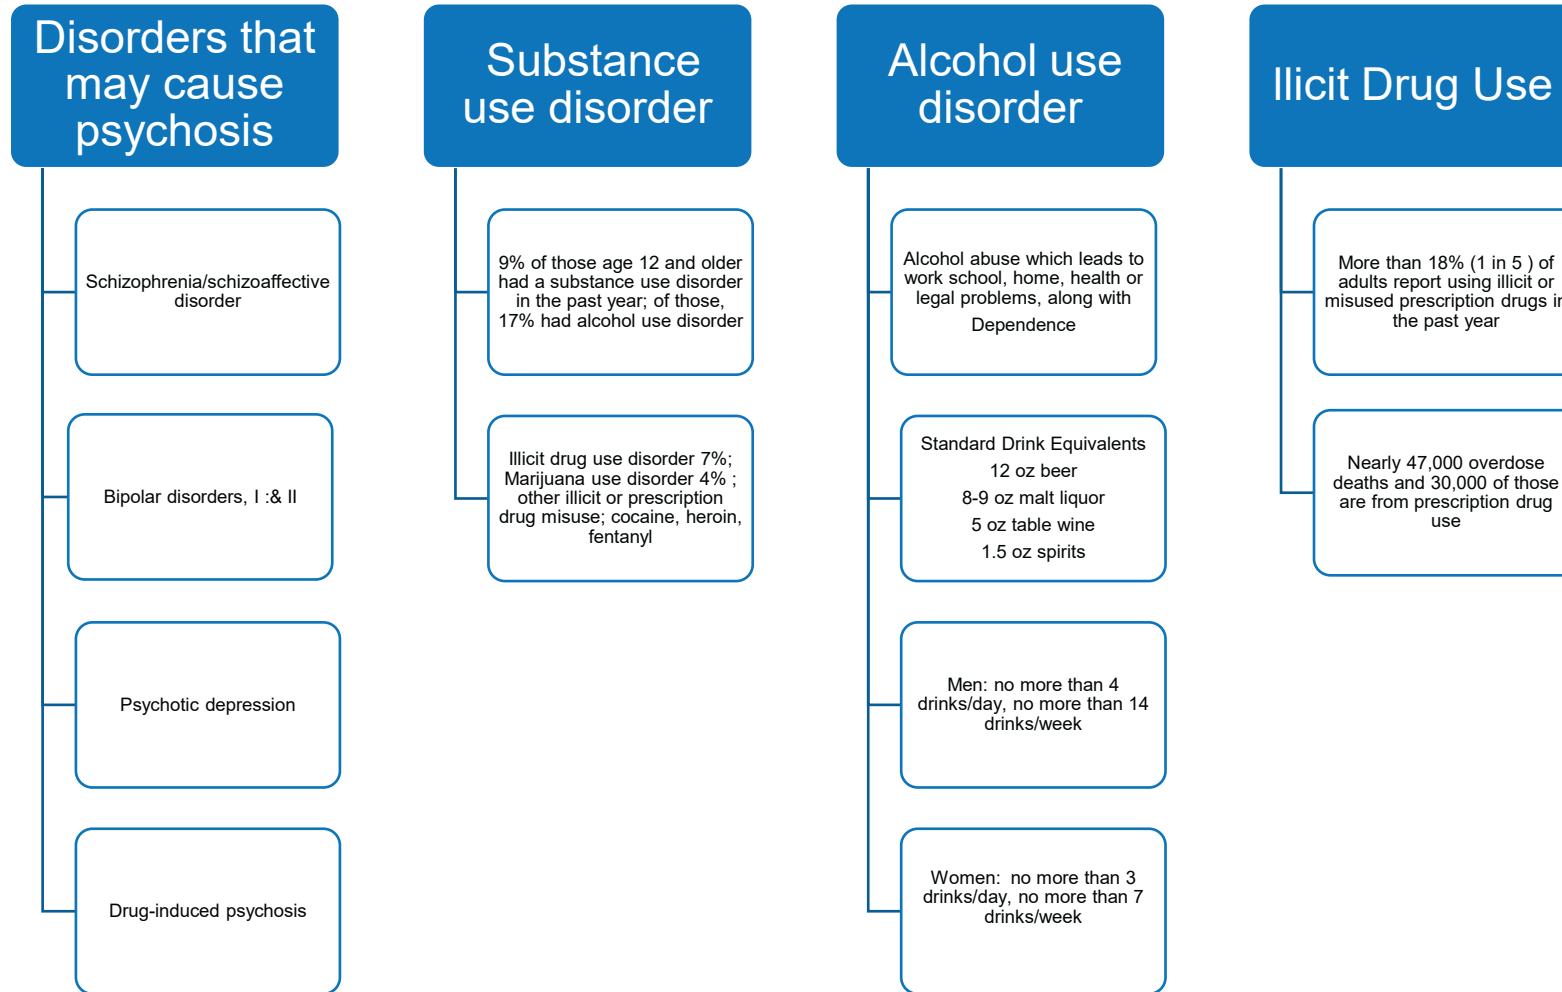 Disorders that
may cause
psychosis
Schizophrenia/schizoaffective
disorder
Bipolar disorders, I :& II
Psychotic depression
Drug-induced psychosis
Substance
use disorder
9% of those age 12 and older
had a substance use disorder
in the past year; of those,
17% had alcohol use disorder
Illicit drug use disorder 7%;
Marijuana use disorder 4% ;
other illicit or prescription
drug misuse; cocaine, heroin,
fentanyl
Alcohol use
disorder
Alcohol abuse which leads to
work school, home, health or
legal problems, along with
Dependence
Standard Drink Equivalents
12 oz beer
8-9 oz malt liquor
5 oz table wine
1.5 oz spirits
Men: no more than 4
drinks/day, no more than 14
drinks/week
Women: no more than 3
drinks/day, no more than 7
drinks/week
Ilicit Drug Use
More than 18% (1 in 5 ) of
adults report using illicit or
misused prescription drugs in
the past year
Nearly 47,000 overdose
deaths and 30,000 of those
are from prescription drug
use